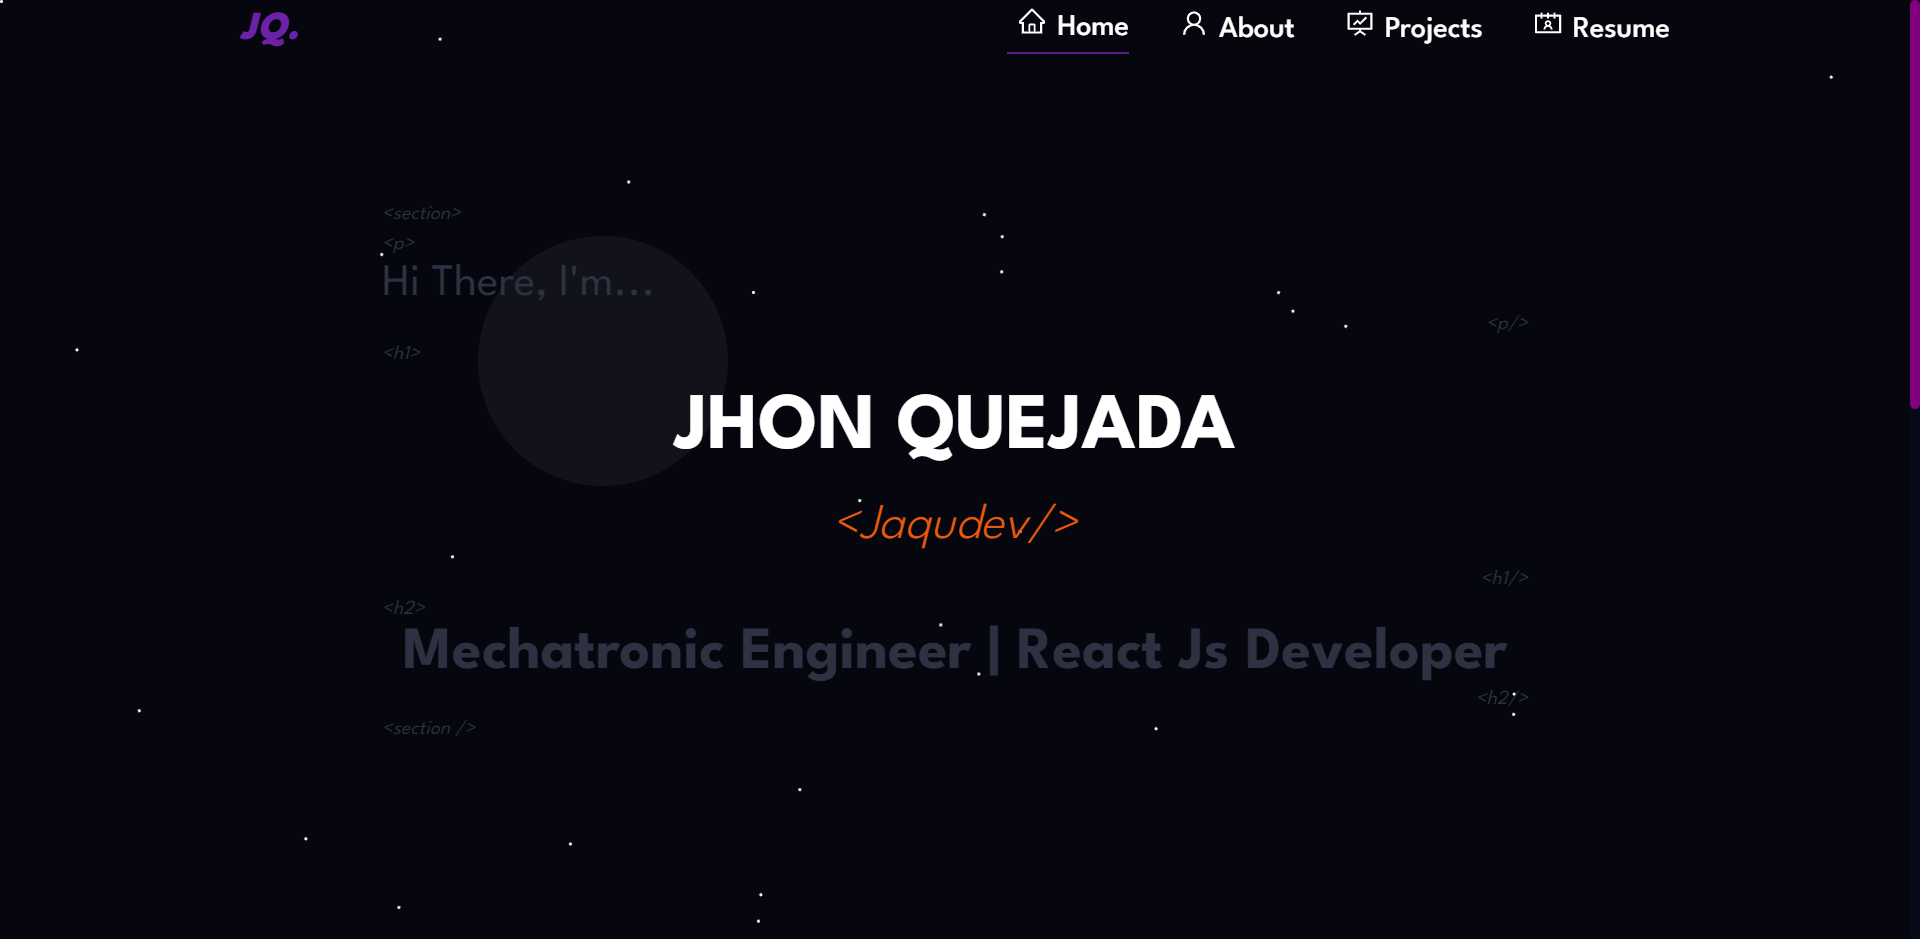 JQ.
Home
About
Projects
Resume
<section>
<p>
Hi There, I'm...
<p/>
<h1>
JHON QUEJADA
<Jaqudev/>
<h1/>
<h2>
Mechatronic Engineer | React Js Developer
<h2/>
<section />